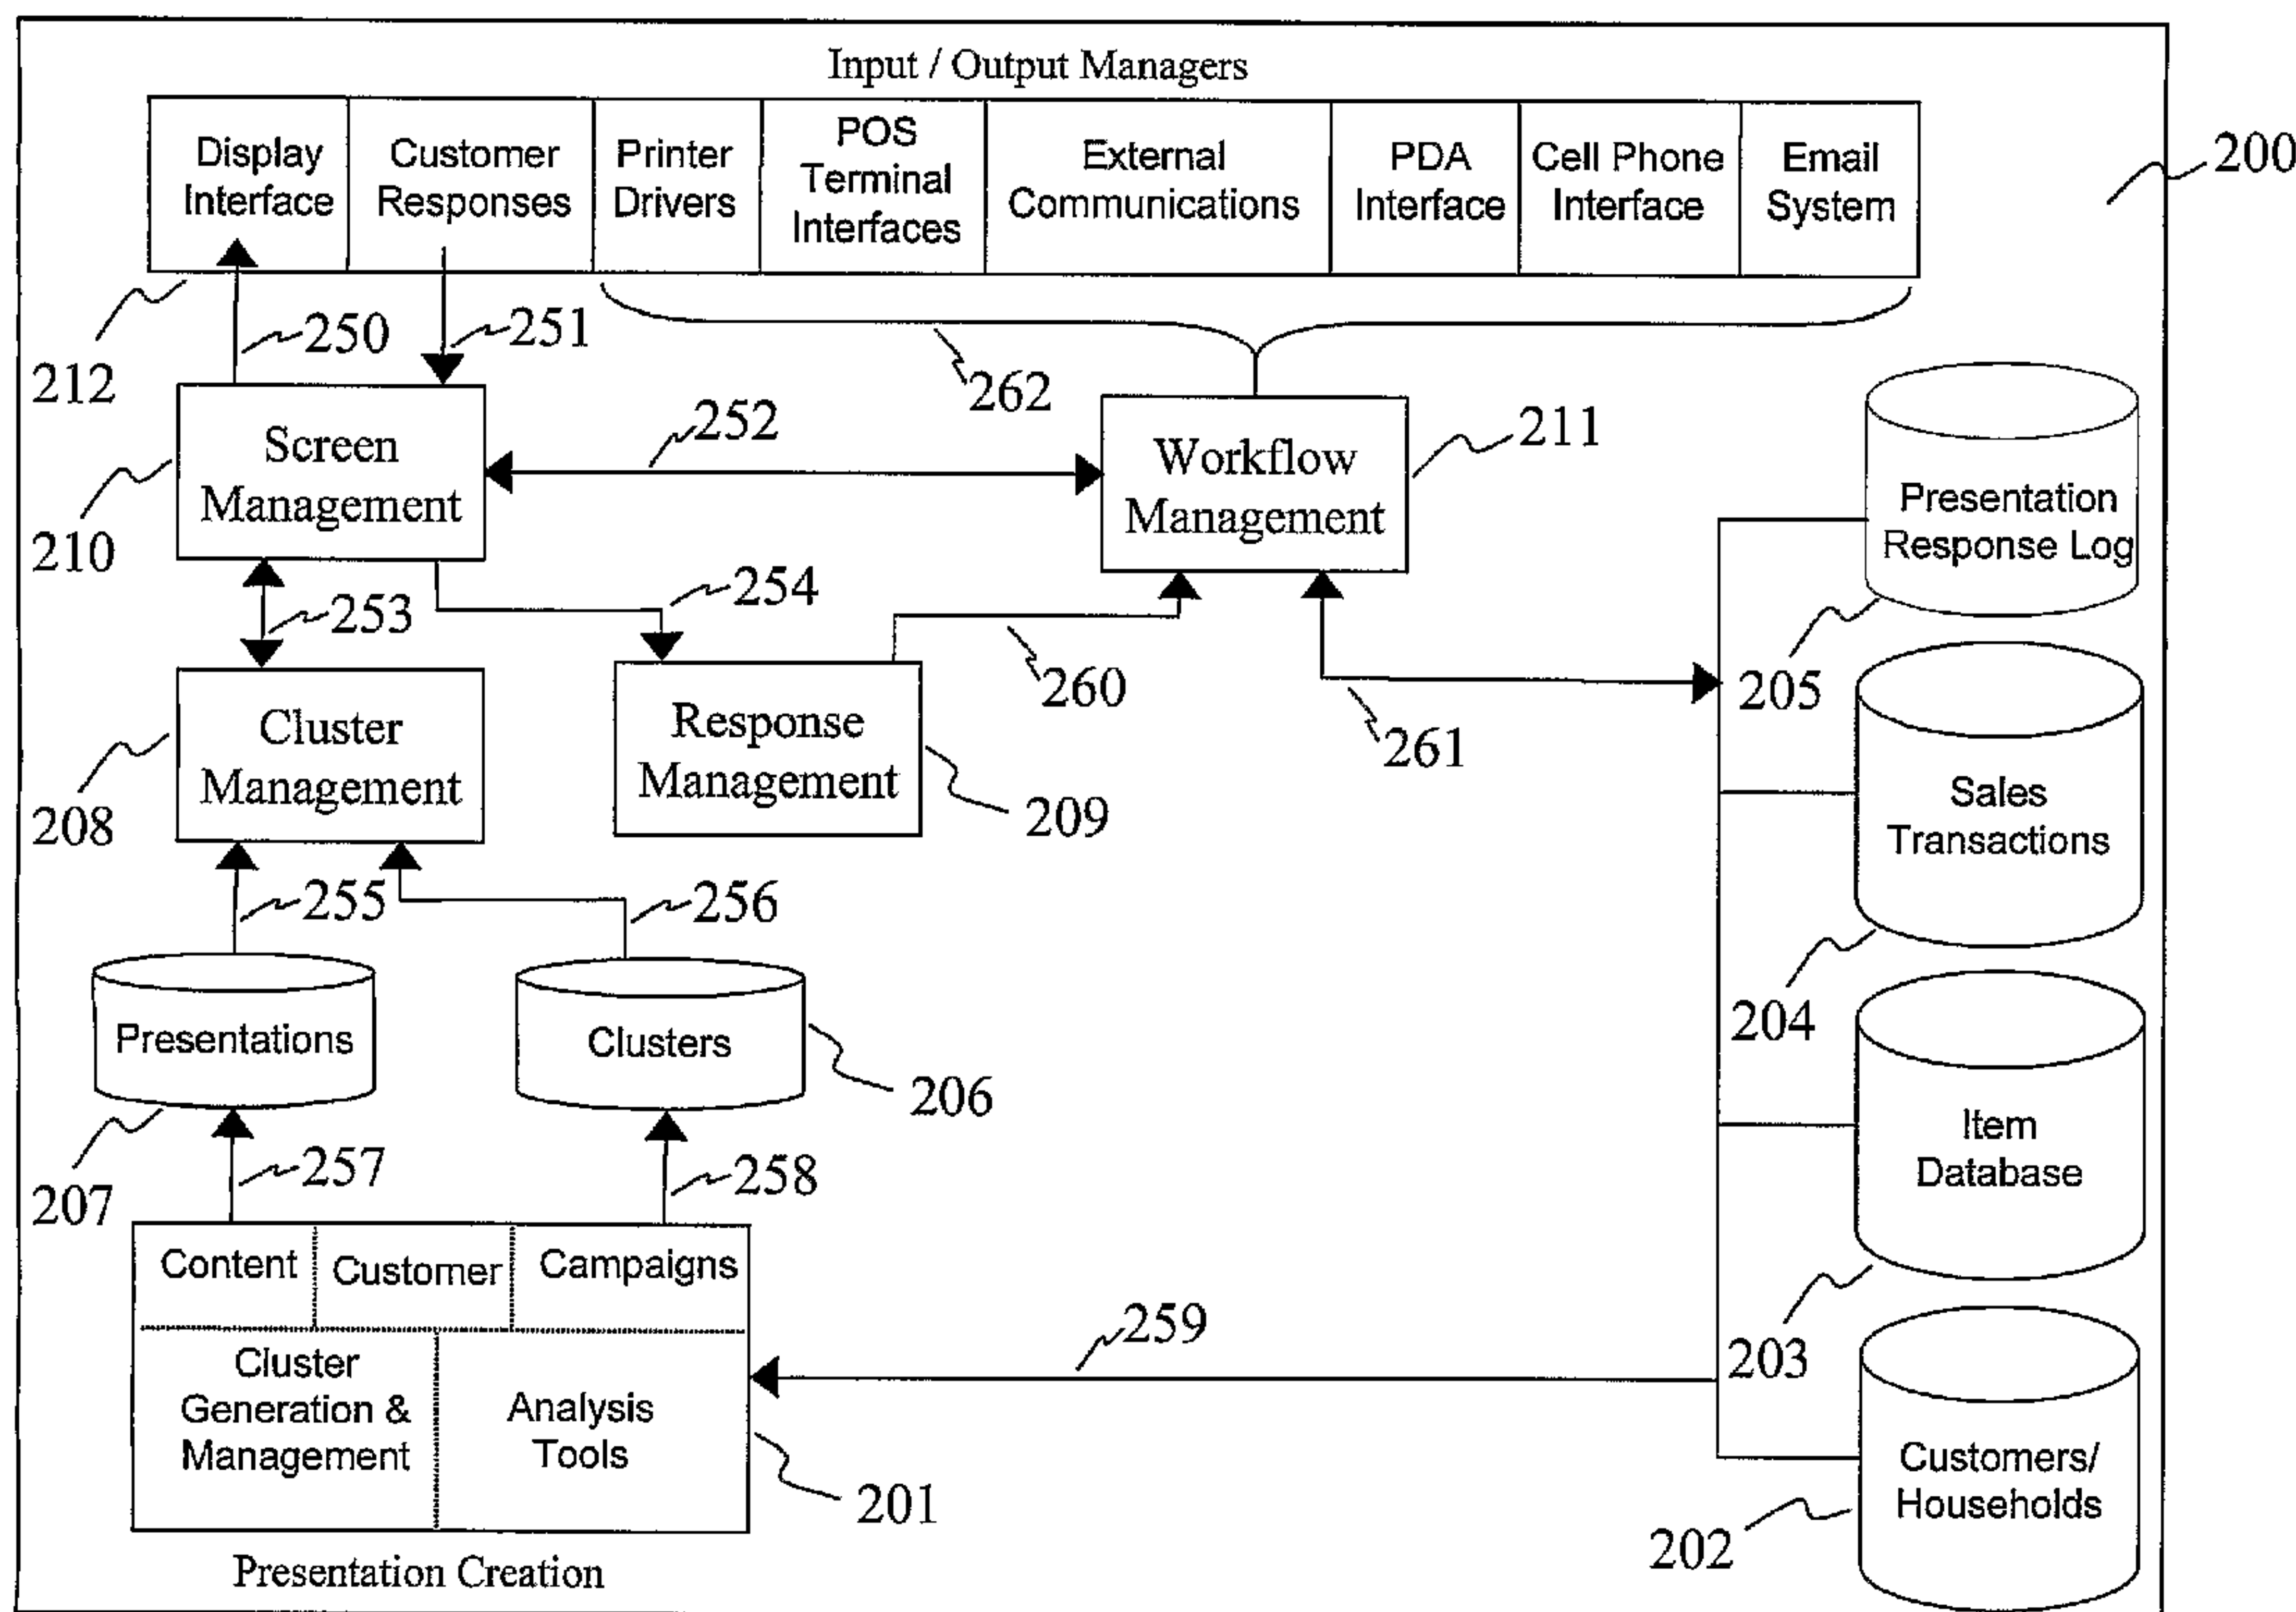 Input / Output Managers
Display
Interface
Customer
Responses
Printer
Drivers
POS
Terminal
Interfaces
External
Communications
PDA
Interface
Cell Phone
Interface
Email
System
200
212
250
251
262
Screen
Management
210
252
Workflow
Management
211
Presentation
Response Log
205
253
254
260
261
Cluster
Management
208
Response
Management
209
Sales
Transactions
204
255
256
Presentations
207
Clusters
206
Item
Database
203
257
258
Content
Customer
Campaigns
Cluster
Generation &
Management
Analysis
Tools
201
259
Customers/
Households
202
Presentation Creation